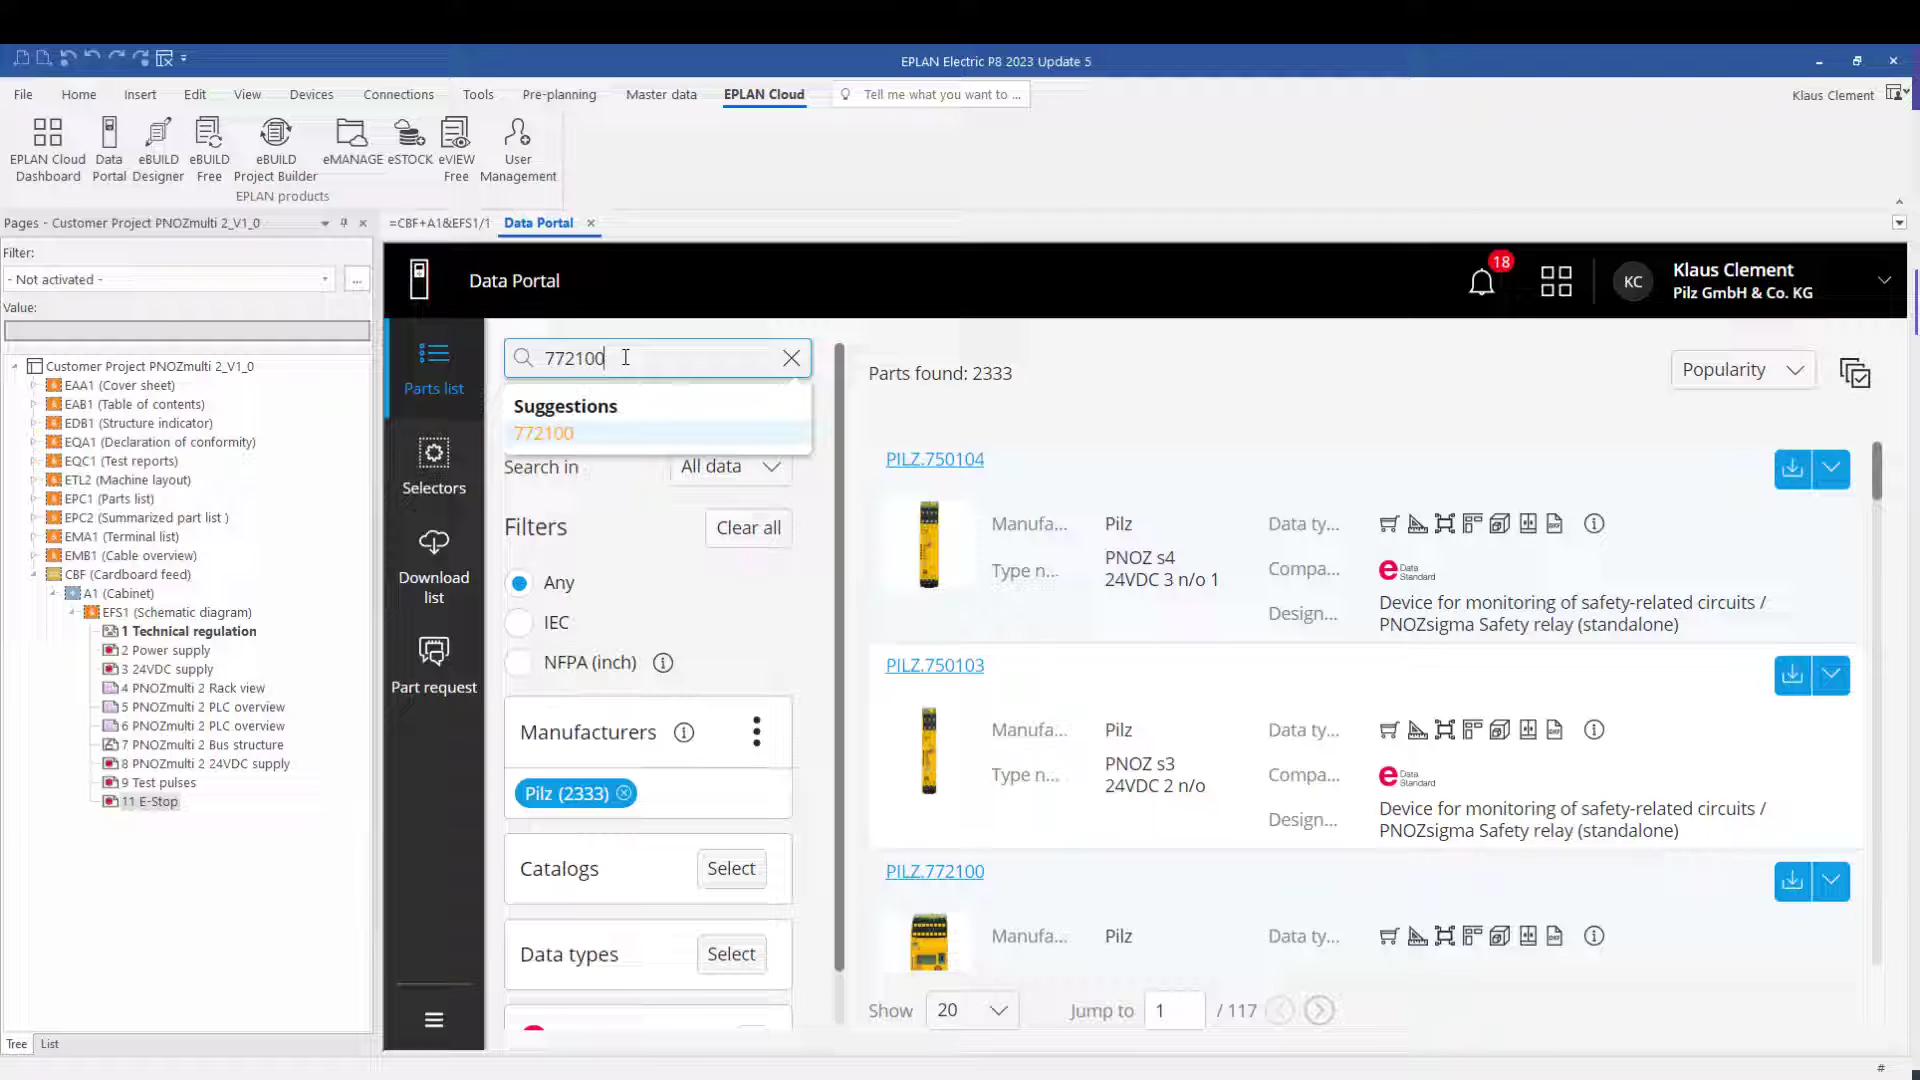 EPLAN Electric P8 2023 Update 5
File Home Insert Edit View Devices Connections Tools Pre-planning Master data EPLAN Cloud Tell me what you want to ... Klaus Clement
EPLAN Cloud Dashboard
Data Portal
eBUILD Designer
eBUILD Free
eBUILD Project Builder
eMANAGE
eSTOCK
eVIEW Free
User Management
EPLAN products
Pages - Customer Project PNOZmulti 2_V1_0
=CBF+A1&EFS1/1 Data Portal
Filter:
- Not activated - ...
Value:
Customer Project PNOZmulti 2_V1_0
EAA1 (Cover sheet)
EAB1 (Table of contents)
EDB1 (Structure indicator)
EQA1 (Declaration of conformity)
EQC1 (Test reports)
ETL2 (Machine layout)
EPC1 (Parts list)
EPC2 (Summarized part list )
EMA1 (Terminal list)
EMB1 (Cable overview)
CBF (Cardboard feed)
A1 (Cabinet)
EFS1 (Schematic diagram)
1 Technical regulation
2 Power supply
3 24VDC supply
4 PNOZmulti 2 Rack view
5 PNOZmulti 2 PLC overview
6 PNOZmulti 2 PLC overview
7 PNOZmulti 2 Bus structure
8 PNOZmulti 2 24VDC supply
9 Test pulses
11 E-Stop
Tree List
Data Portal
18
KC
Klaus Clement
Pilz GmbH & Co. KG
Parts list
Selectors
Download list
Part request
772100
Suggestions
772100
Search in All data
Filters Clear all
Any
IEC
NFPA (inch)
Manufacturers
Pilz (2333)
Catalogs Select
Data types Select
Parts found: 2333
Popularity
PILZ.750104
Manufa... Pilz Data ty...
Type n... PNOZ s4
24VDC 3 n/o 1
Compa... e Data Standard
Design... Device for monitoring of safety-related circuits /
PNOZsigma Safety relay (standalone)
PILZ.750103
Manufa... Pilz Data ty...
Type n... PNOZ s3
24VDC 2 n/o
Compa... e Data Standard
Design... Device for monitoring of safety-related circuits /
PNOZsigma Safety relay (standalone)
PILZ.772100
Manufa... Pilz Data ty...
Show 20 Jump to 1 / 117
#